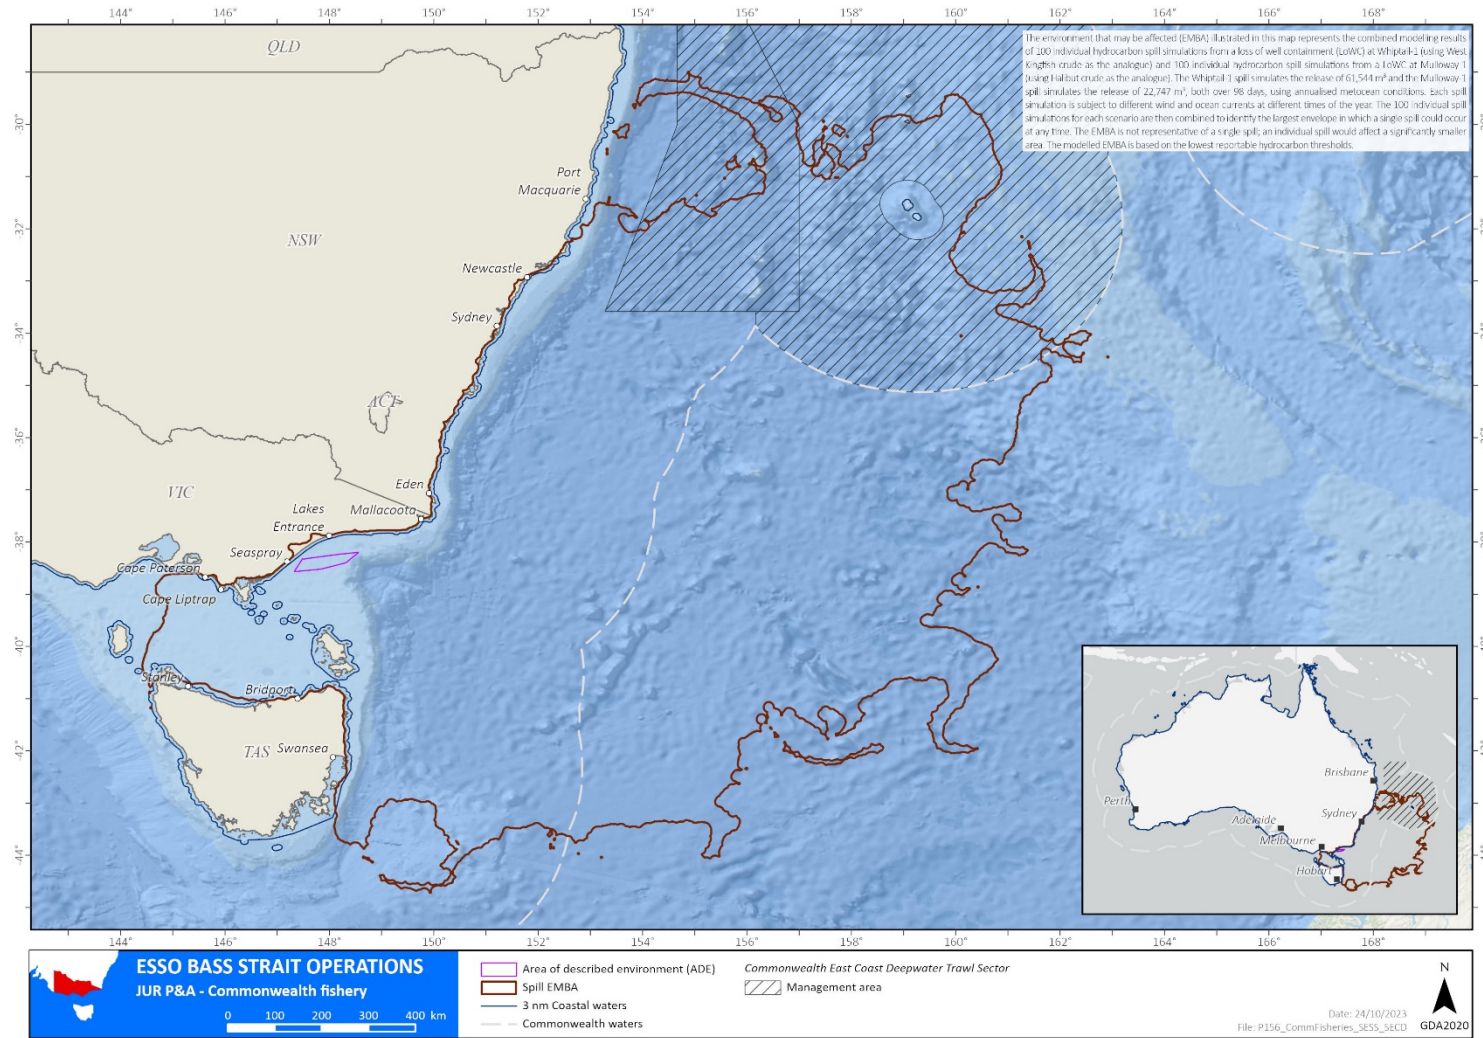 144° 146° 148° 150° 152° 154° 156° 158° 160° 162° 164° 166° 168°
The environment that may be affected (EMBA) illustrated in this map represents the combined modelling results
of 100 individual hydrocarbon spill simulations from a loss of well containment (LoWC) at Whiptail-1 (using West
Kingfish crude as the analogue) and 100 individual hydrocarbon spill simulations from a LoWC at Mulloway-1
(using Halibut crude as the analogue). The Whiptail-1 spill simulates the release of 61,544 m³ and the Mulloway-1
spill simulates the release of 22,747 m³, both over 98 days, using annualised metocean conditions. Each spill
simulation is subject to different wind and ocean currents at different times of the year. The 100 individual spill
simulations for each scenario are then combined to identify the largest envelope in which a single spill could occur
at any time. The EMBA is not representative of a single spill; an individual spill would affect a significantly smaller
area. The modelled EMBA is based on the lowest reportable hydrocarbon thresholds.
QLD
30°
Port
Macquarie
32°
NSW
Newcastle
Sydney
34°
ACT
36°
Eden
VIC
Lakes
Entrance
Mallacoota
38°
Seaspray
Cape Paterson
Cape Liptrap
40°
Stanley
Bridport
TAS
Swansea
42°
44°
Brisbane
Perth
Sydney
Adelaide
Melbourne
Hobart
144° 146° 148° 150° 152° 154° 156° 158° 160° 162° 164° 166° 168°
ESSO BASS STRAIT OPERATIONS
JUR P&A - Commonwealth fishery
0 100 200 300 400 km
Area of described environment (ADE)
Spill EMBA
3 nm Coastal waters
Commonwealth waters
Commonwealth East Coast Deepwater Trawl Sector
Management area
Date: 24/10/2023
File: P156_CommFisheries_SESS_SECD
N
GDA2020